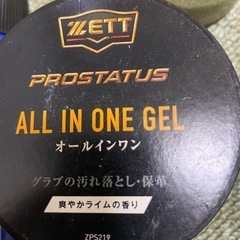 ZETT
PROSTATUS
ALL IN ONE GEL
オールインワン
グラブの汚れ落とし・保革
爽やかライムの香り
ZPS219